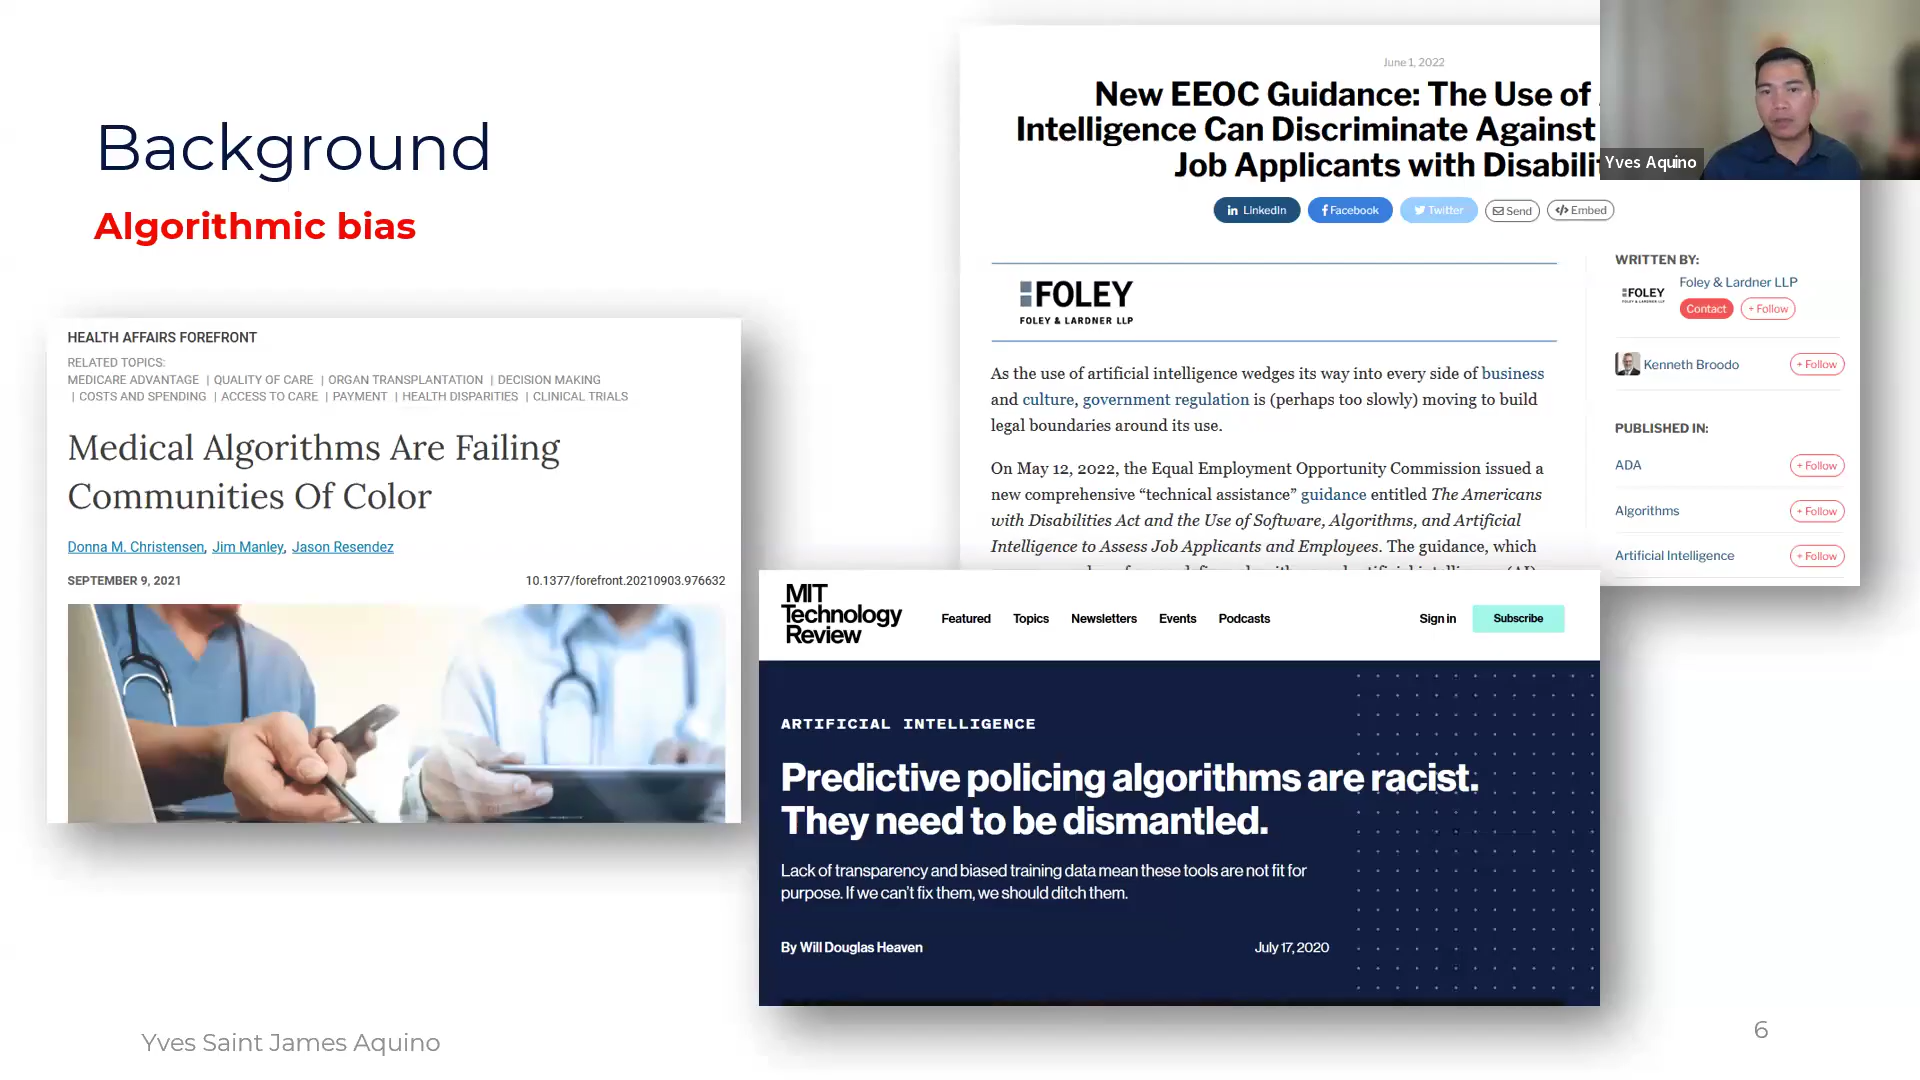 Background
Algorithmic bias
HEALTH AFFAIRS FOREFRONT
RELATED TOPICS:
MEDICARE ADVANTAGE | QUALITY OF CARE | ORGAN TRANSPLANTATION | DECISION MAKING
| COSTS AND SPENDING | ACCESS TO CARE | PAYMENT | HEALTH DISPARITIES | CLINICAL TRIALS
Medical Algorithms Are Failing
Communities Of Color
Donna M. Christensen, Jim Manley, Jason Resendez
SEPTEMBER 9, 2021 10.1377/forefront.20210903.976632
June 1, 2022
New EEOC Guidance: The Use of
Intelligence Can Discriminate Against
Job Applicants with
LinkedIn Facebook Twitter Send Embed
FOLEY
FOLEY & LARDNER LLP
As the use of artificial intelligence wedges its way into every side of business
and culture, government regulation is (perhaps too slowly) moving to build
legal boundaries around its use.
On May 12, 2022, the Equal Employment Opportunity Commission issued a
new comprehensive “technical assistance” guidance entitled The Americans
with Disabilities Act and the Use of Software, Algorithms, and Artificial
Intelligence to Assess Job Applicants and Employees. The guidance, which
WRITTEN BY:
FOLEY
FOLEY & LARDNER LLP
Foley & Lardner LLP
Contact + Follow
Kenneth Broodo + Follow
PUBLISHED IN:
ADA + Follow
Algorithms + Follow
Artificial Intelligence + Follow
Yves Aquino
MIT
Technology
Review
Featured Topics Newsletters Events Podcasts Sign in Subscribe
ARTIFICIAL INTELLIGENCE
Predictive policing algorithms are racist.
They need to be dismantled.
Lack of transparency and biased training data mean these tools are not fit for
purpose. If we can't fix them, we should ditch them.
By Will Douglas Heaven July 17, 2020
Yves Saint James Aquino
6